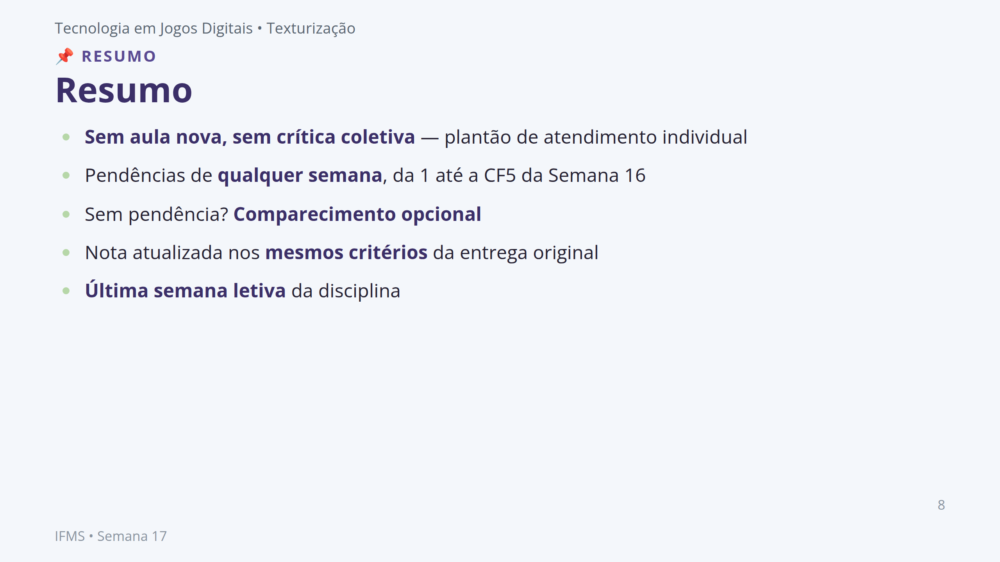 Tecnologia em Jogos Digitais • Texturização
📌 RESUMO
Resumo
• Sem aula nova, sem crítica coletiva — plantão de atendimento individual
• Pendências de qualquer semana, da 1 até a CF5 da Semana 16
• Sem pendência? Comparecimento opcional
• Nota atualizada nos mesmos critérios da entrega original
• Última semana letiva da disciplina
8
IFMS • Semana 17